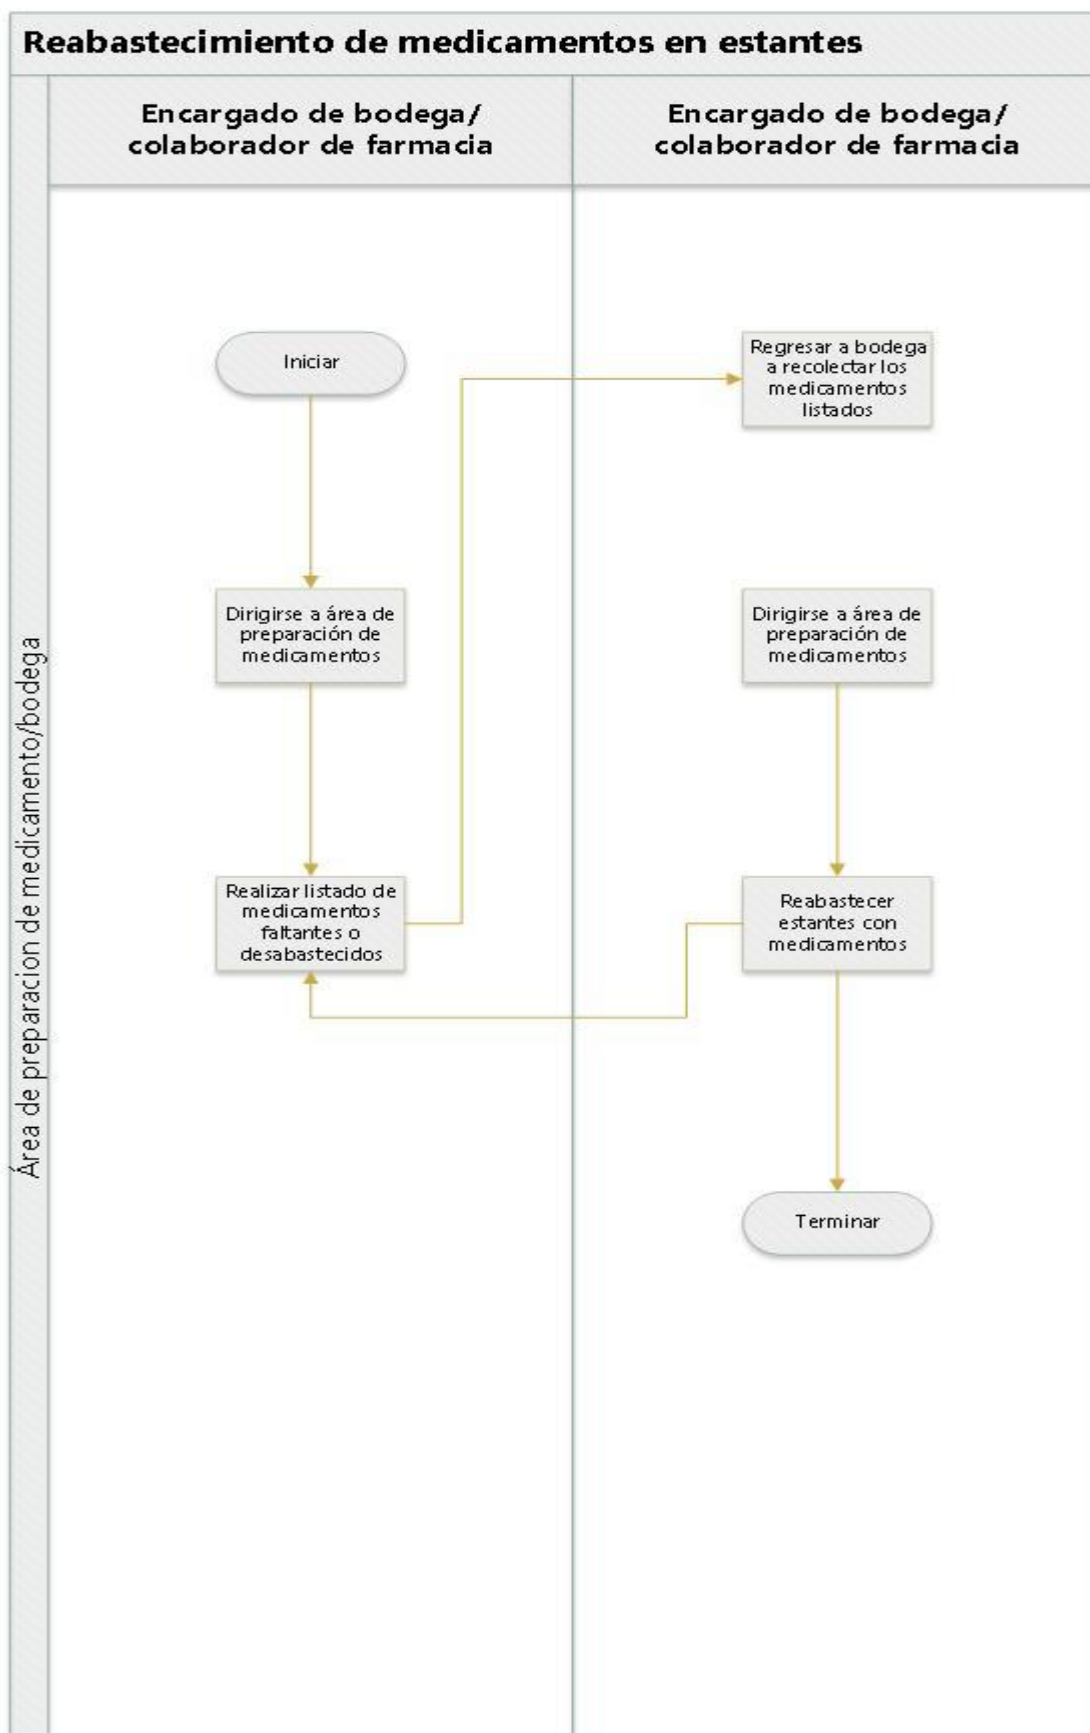 Reabastecimiento de medicamentos en estantes
Encargado de bodega/
colaborador de farmacia
Encargado de bodega/
colaborador de farmacia
Área de preparacion de medicamento/bodega
Iniciar
Dirigirse a área de
preparación de
medicamentos
Realizar listado de
medicamentos
faltantes o
desabastecidos
Regresar a bodega
a recolectar los
medicamentos
listados
Dirigirse a área de
preparación de
medicamentos
Reabastecer
estantes con
medicamentos
Terminar